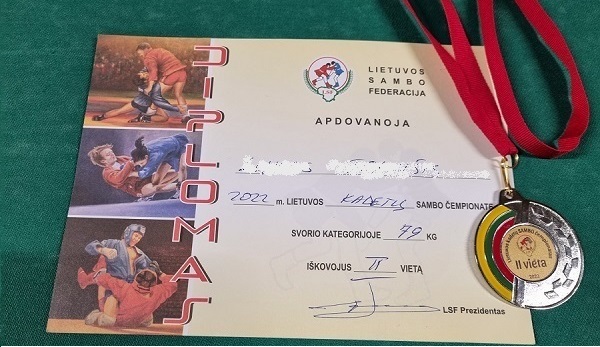 DIPLOMAS
LIETUVOS
SAMBO
FEDERACIJA
LSF
APDOVANOJA
2022 m. LIETUVOS KADETŲ SAMBO ČEMPIONATE
SVORIO KATEGORIJOJE 79 KG
IŠKOVOJUS II VIETĄ
LSF Prezidentas
II vieta
2022